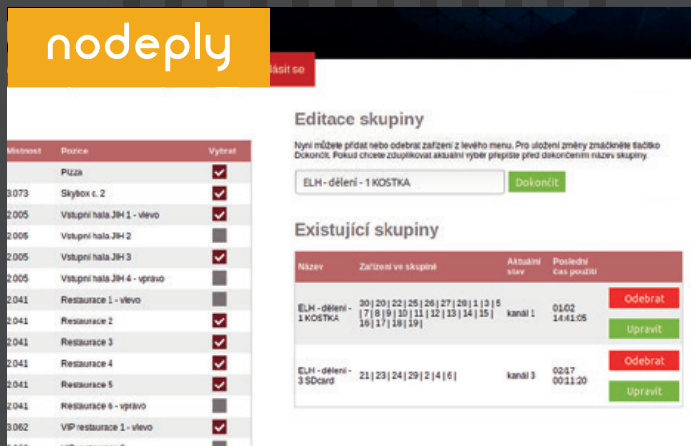 nodeply
ásit se
Editace skupiny
Nyní můžete přidat nebo odebrat zařízení z levého menu. Pro uložení změny zmáčkněte tlačítko
Dokončit. Pokud chcete zduplikovat aktuální výběr přepište před dokončením název skupiny.
ELH - dělení - 1 KOSTKA
Dokončit
Existující skupiny
Název Zařízení ve skupině Aktuální stav Poslední čas použití
ELH - dělení - 1 KOSTKA
30 | 20 | 22 | 25 | 26 | 27 | 28 | 1 | 3 | 5
| 7 | 8 | 9 | 10 | 11 | 12 | 13 | 14 | 15 |
16 | 17 | 18 | 19 |
kanál 1
01/02
14:41:05
Odebrat
Upravit
ELH - dělení -
3 SDcard
21 | 23 | 24 | 29 | 2 | 4 | 6 |
kanál 3
02/17
00:11:20
Odebrat
Upravit
Místnost Pozice Vybrat
Pizza
3.073 Skybox c. 2
2.005 Vstupní hala JIH 1 - vlevo
2.005 Vstupní hala JIH 2
2.005 Vstupní hala JIH 3
2.005 Vstupní hala JIH 4 - vpravo
2.041 Restaurace 1 - vlevo
2.041 Restaurace 2
2.041 Restaurace 3
2.041 Restaurace 4
2.041 Restaurace 5
2.041 Restaurace 6 - vpravo
3.062 VIP restaurace 1 - vlevo